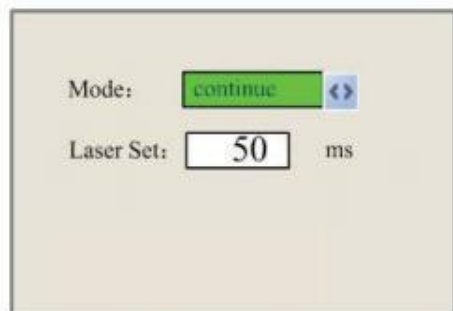 Mode： continue
Laser Set： 50 ms